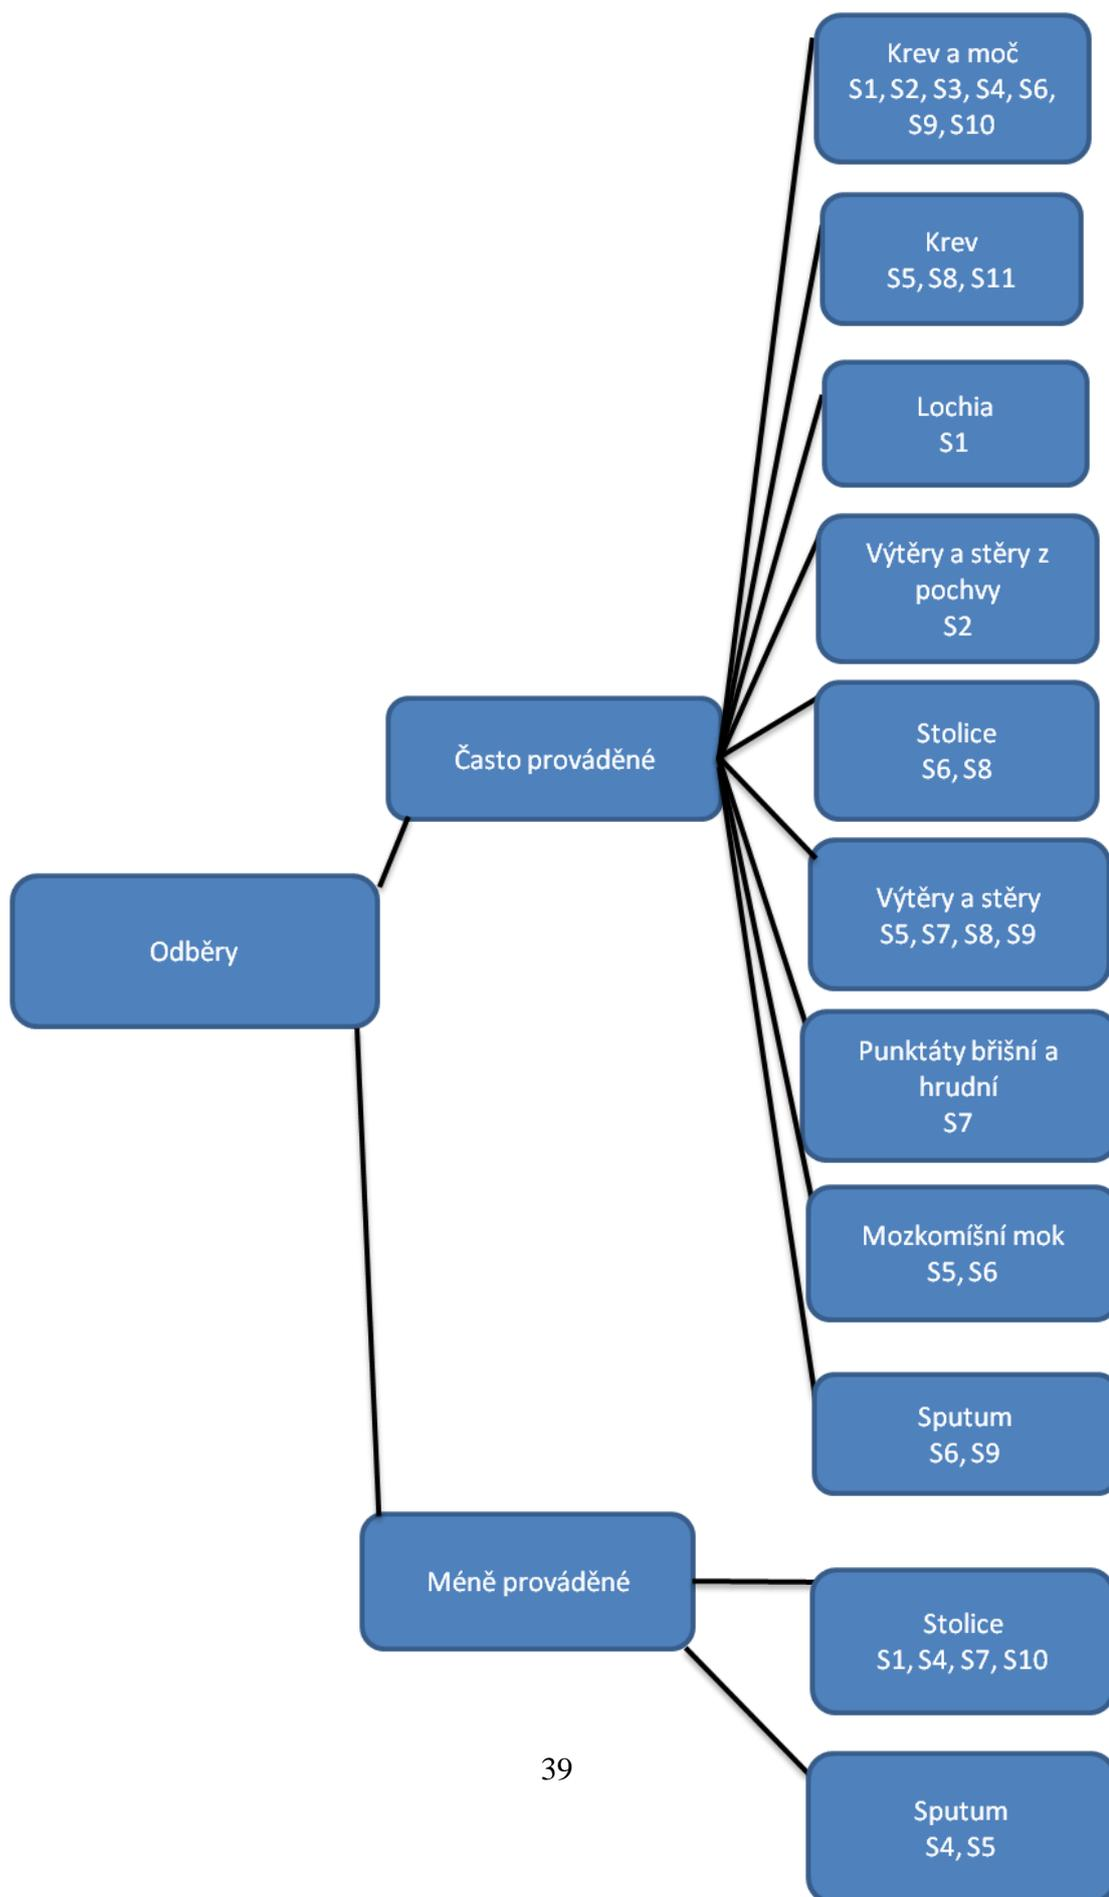 Krev a moč
S1, S2, S3, S4, S6,
S9, S10
Krev
S5, S8, S11
Lochia
S1
Výtěry a stěry z
pochvy
S2
Stolice
S6, S8
Často prováděné
Výtěry a stěry
S5, S7, S8, S9
Odběry
Punktáty břišní a
hrudní
S7
Mozkomíšní mok
S5, S6
Sputum
S6, S9
Méně prováděné
Stolice
S1, S4, S7, S10
Sputum
S4, S5
39